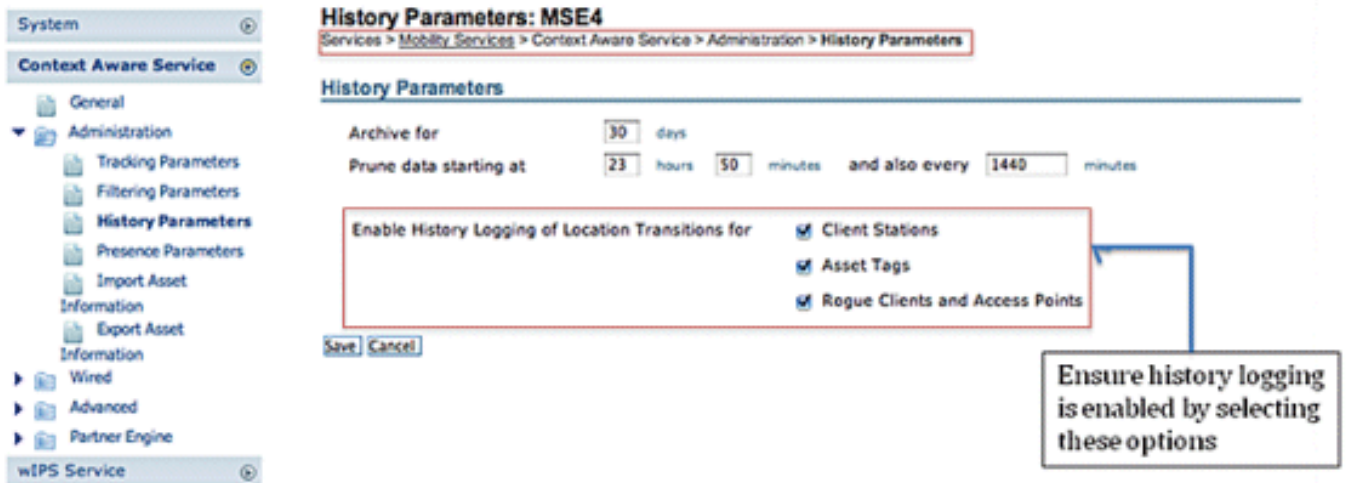 System
Context Aware Service
General
Administration
Tracking Parameters
Filtering Parameters
History Parameters
Presence Parameters
Import Asset
Information
Export Asset
Information
Wired
Advanced
Partner Engine
wIPS Service
History Parameters: MSE4
Services > Mobility Services > Context Aware Service > Administration > History Parameters
History Parameters
Archive for 30 days
Prune data starting at 23 hours 50 minutes and also every 1440 minutes
Enable History Logging of Location Transitions for Client Stations
Asset Tags
Rogue Clients and Access Points
Save Cancel
Ensure history logging
is enabled by selecting
these options